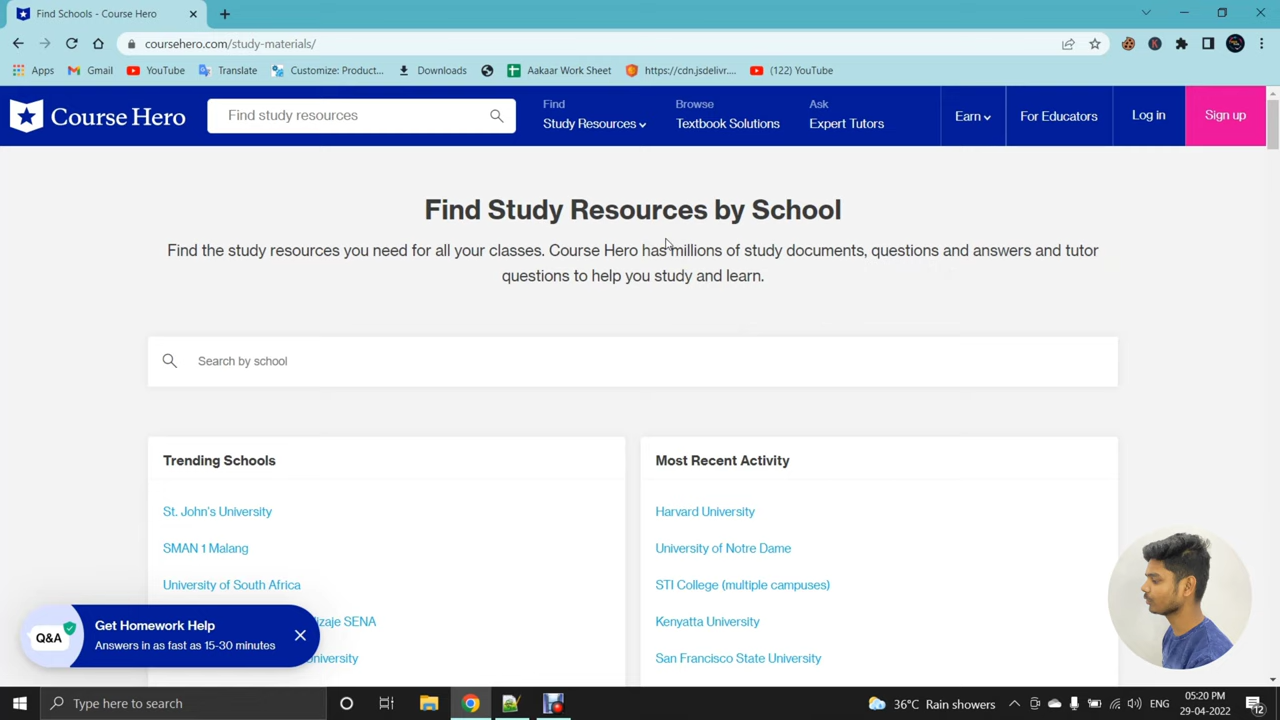 Find Schools - Course Hero
coursehero.com/study-materials/
Apps
Gmail
YouTube
Translate
Customize: Product...
Downloads
Aakaar Work Sheet
https://cdn.jsdelivr....
(122) YouTube
Course Hero
Find study resources
Find
Study Resources
Browse
Textbook Solutions
Ask
Expert Tutors
Earn
For Educators
Log in
Sign up
Find Study Resources by School
Find the study resources you need for all your classes. Course Hero has millions of study documents, questions and answers and tutor
questions to help you study and learn.
Search by school
Trending Schools
St. John's University
SMAN 1 Malang
University of South Africa
izaje SENA
University
Most Recent Activity
Harvard University
University of Notre Dame
STI College (multiple campuses)
Kenyatta University
San Francisco State University
Q&A
Get Homework Help
Answers in as fast as 15-30 minutes
Type here to search
36°C Rain showers
ENG
05:20 PM
29-04-2022
12